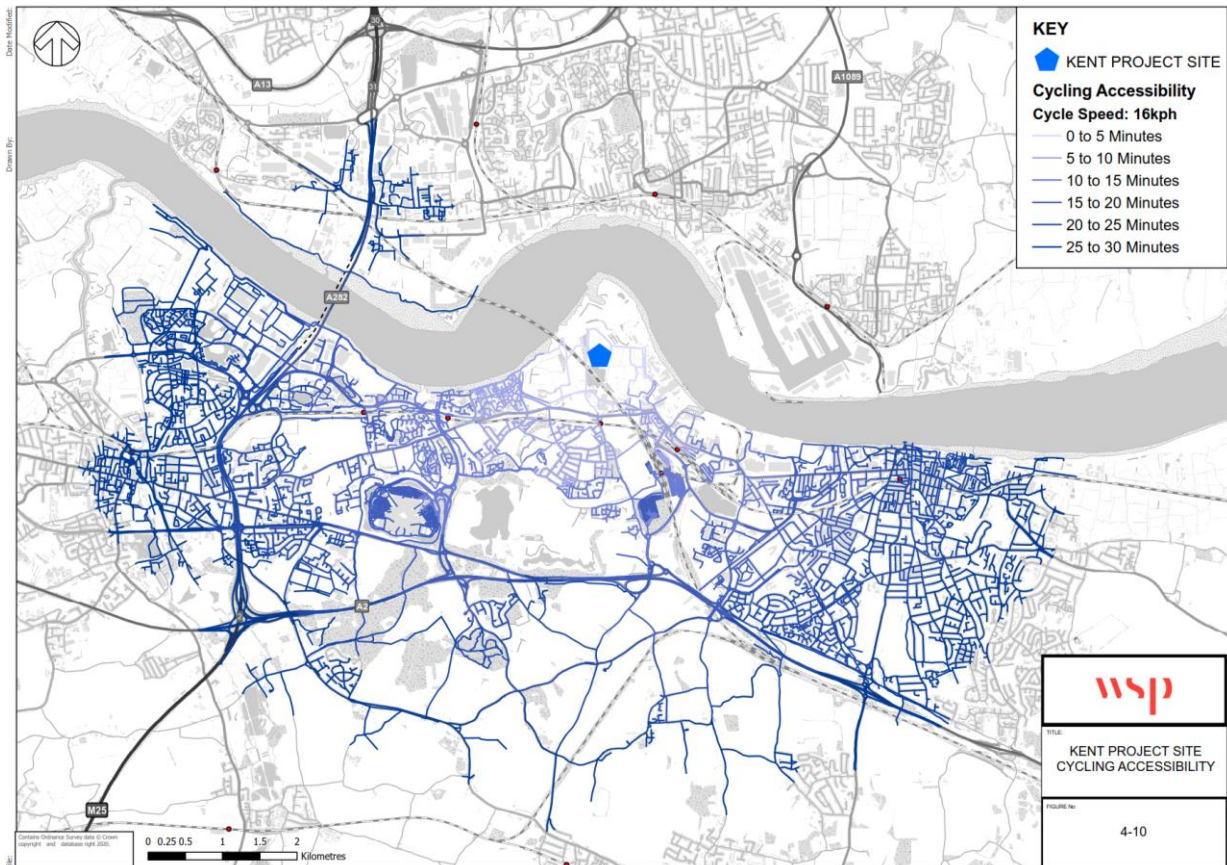 Date Modified:
Drawn By:
File:
30
31
A13
A1089
A282
A2
M25
KEY
KENT PROJECT SITE
Cycling Accessibility
Cycle Speed: 16kph
0 to 5 Minutes
5 to 10 Minutes
10 to 15 Minutes
15 to 20 Minutes
20 to 25 Minutes
25 to 30 Minutes
Contains Ordnance Survey data © Crown
copyright and database right 2020.
0 0.25 0.5 1 1.5 2
Kilometres
wsp
TITLE:
KENT PROJECT SITE
CYCLING ACCESSIBILITY
FIGURE No:
4-10